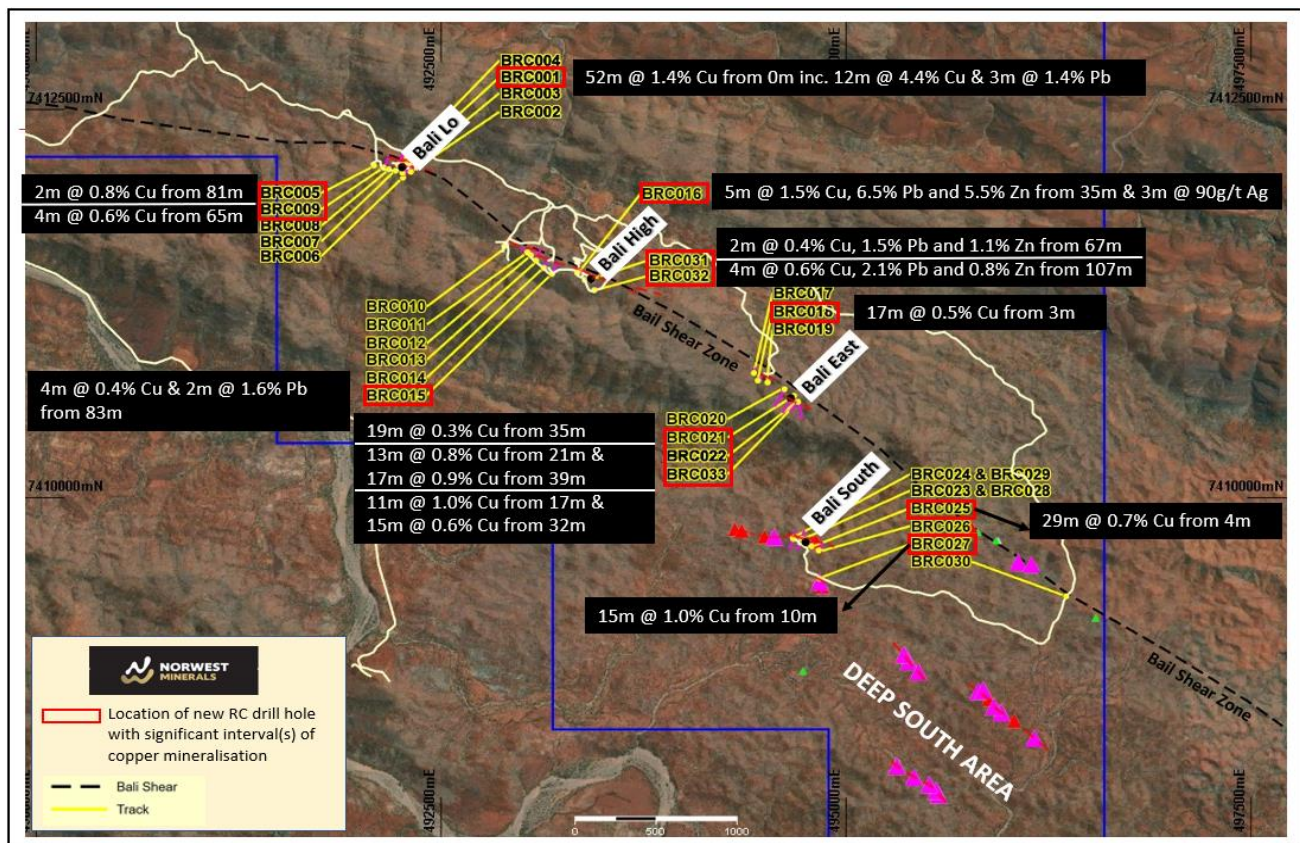 492500mE
497500mE
7412500mN
7412500mN
BRC004
BRC001
BRC003
BRC002
52m @ 1.4% Cu from 0m inc. 12m @ 4.4% Cu & 3m @ 1.4% Pb
Bali Lo
2m @ 0.8% Cu from 81m
4m @ 0.6% Cu from 65m
BRC005
BRC009
BRC008
BRC007
BRC006
BRC016
5m @ 1.5% Cu, 6.5% Pb and 5.5% Zn from 35m & 3m @ 90g/t Ag
Bali High
BRC031
BRC032
2m @ 0.4% Cu, 1.5% Pb and 1.1% Zn from 67m
4m @ 0.6% Cu, 2.1% Pb and 0.8% Zn from 107m
BRC017
BRC018
BRC019
17m @ 0.5% Cu from 3m
Bail Shear Zone
BRC010
BRC011
BRC012
BRC013
BRC014
BRC015
4m @ 0.4% Cu & 2m @ 1.6% Pb
from 83m
Bali East
19m @ 0.3% Cu from 35m
13m @ 0.8% Cu from 21m &
17m @ 0.9% Cu from 39m
11m @ 1.0% Cu from 17m &
15m @ 0.6% Cu from 32m
BRC020
BRC021
BRC022
BRC033
Bali South
BRC024 & BRC029
BRC023 & BRC028
BRC025
BRC026
BRC027
BRC030
29m @ 0.7% Cu from 4m
7410000mN
7410000mN
15m @ 1.0% Cu from 10m
DEEP SOUTH AREA
Bail Shear Zone
NORWEST
MINERALS
Location of new RC drill hole
with significant interval(s) of
copper mineralisation
Bali Shear
Track
492500mE
495000mE
497500mE
0
500
1000